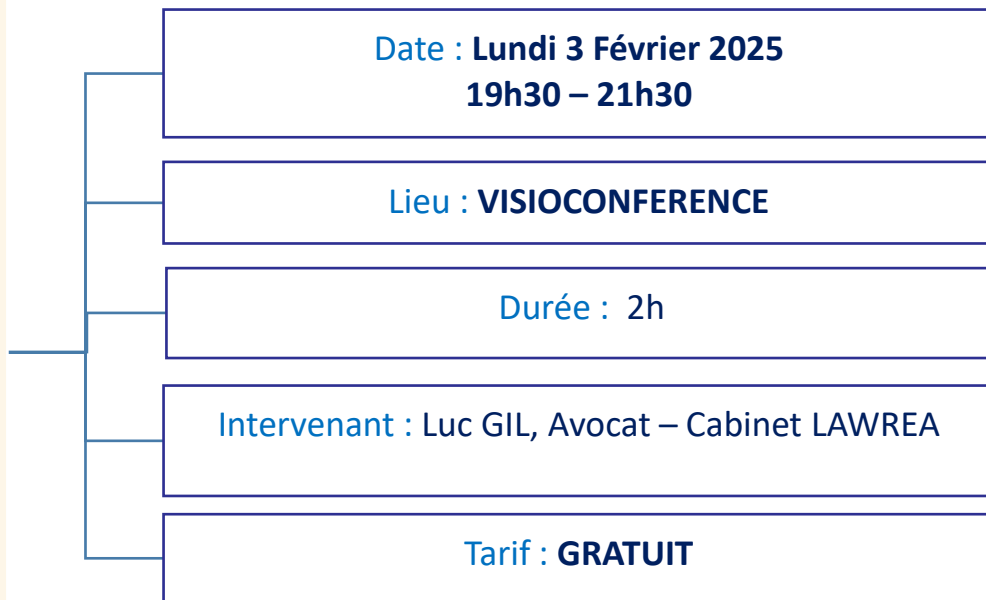 Date : Lundi 3 Février 2025
19h30 – 21h30
Lieu : VISIOCONFERENCE
Durée : 2h
Intervenant : Luc GIL, Avocat – Cabinet LAWREA
Tarif : GRATUIT